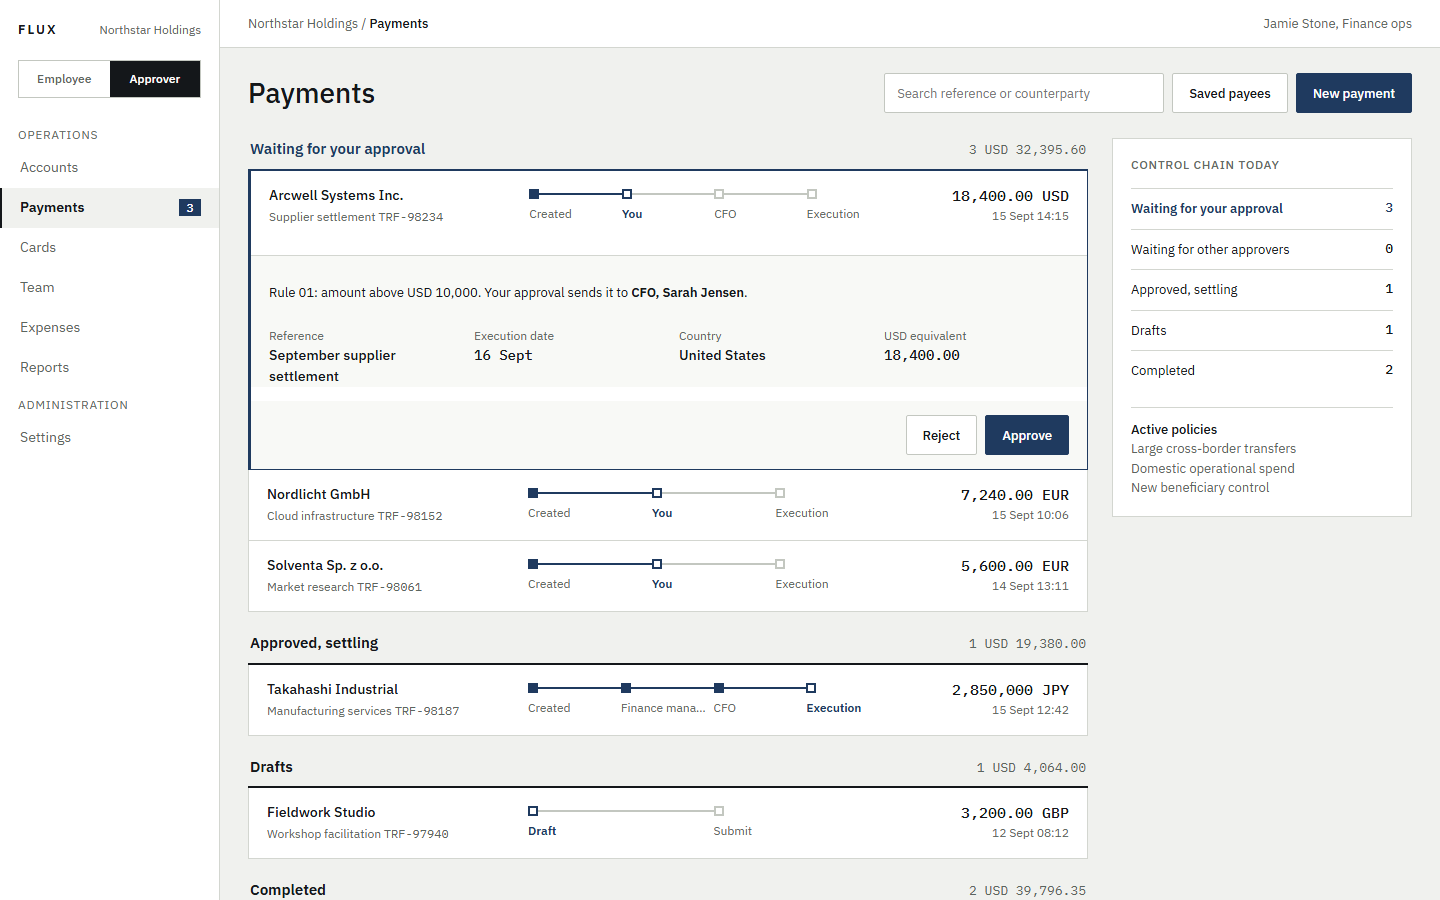 FLUX
Northstar Holdings
Employee
Approver
OPERATIONS
Accounts
Payments 3
Cards
Team
Expenses
Reports
ADMINISTRATION
Settings
Northstar Holdings / Payments
Jamie Stone, Finance ops
Payments
Search reference or counterparty
Saved payees
New payment
Waiting for your approval
3 USD 32,395.60
Arcwell Systems Inc.
Supplier settlement TRF-98234
Created
You
CFO
Execution
18,400.00 USD
15 Sept 14:15
Rule 01: amount above USD 10,000. Your approval sends it to CFO, Sarah Jensen.
Reference
September supplier
settlement
Execution date
16 Sept
Country
United States
USD equivalent
18,400.00
Reject
Approve
Nordlicht GmbH
Cloud infrastructure TRF-98152
Created
You
Execution
7,240.00 EUR
15 Sept 10:06
Solventa Sp. z o.o.
Market research TRF-98061
Created
You
Execution
5,600.00 EUR
14 Sept 13:11
Approved, settling
1 USD 19,380.00
Takahashi Industrial
Manufacturing services TRF-98187
Created
Finance mana...
CFO
Execution
2,850,000 JPY
15 Sept 12:42
Drafts
1 USD 4,064.00
Fieldwork Studio
Workshop facilitation TRF-97940
Draft
Submit
3,200.00 GBP
12 Sept 08:12
Completed
2 USD 39,796.35
CONTROL CHAIN TODAY
Waiting for your approval 3
Waiting for other approvers 0
Approved, settling 1
Drafts 1
Completed 2
Active policies
Large cross-border transfers
Domestic operational spend
New beneficiary control